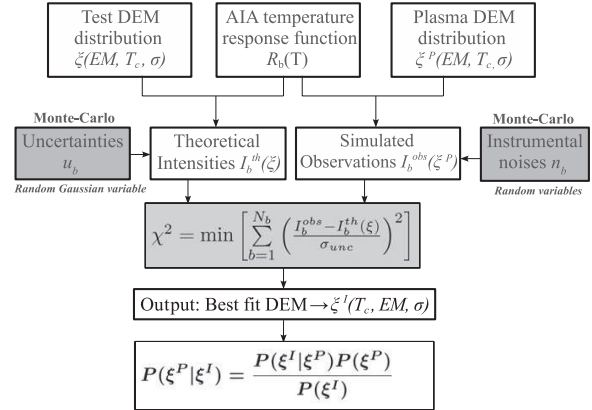 Test DEM
distribution
ξ(EM, T_c, σ)
AIA temperature
response function
R_b(T)
Plasma DEM
distribution
ξ^P(EM, T_c, σ)
Monte-Carlo
Uncertainties
u_b
Random Gaussian variable
Theoretical
Intensities I_b^th(ξ)
Simulated
Observations I_b^obs(ξ^P)
Monte-Carlo
Instrumental
noises n_b
Random variables
χ² = min [ Σ_{b=1}^{N_b} ( (I_b^obs − I_b^th(ξ)) / σ_unc )² ]
Output: Best fit DEM→ξ^I(T_c, EM, σ)
P(ξ^P|ξ^I) = P(ξ^I|ξ^P)P(ξ^P) / P(ξ^I)